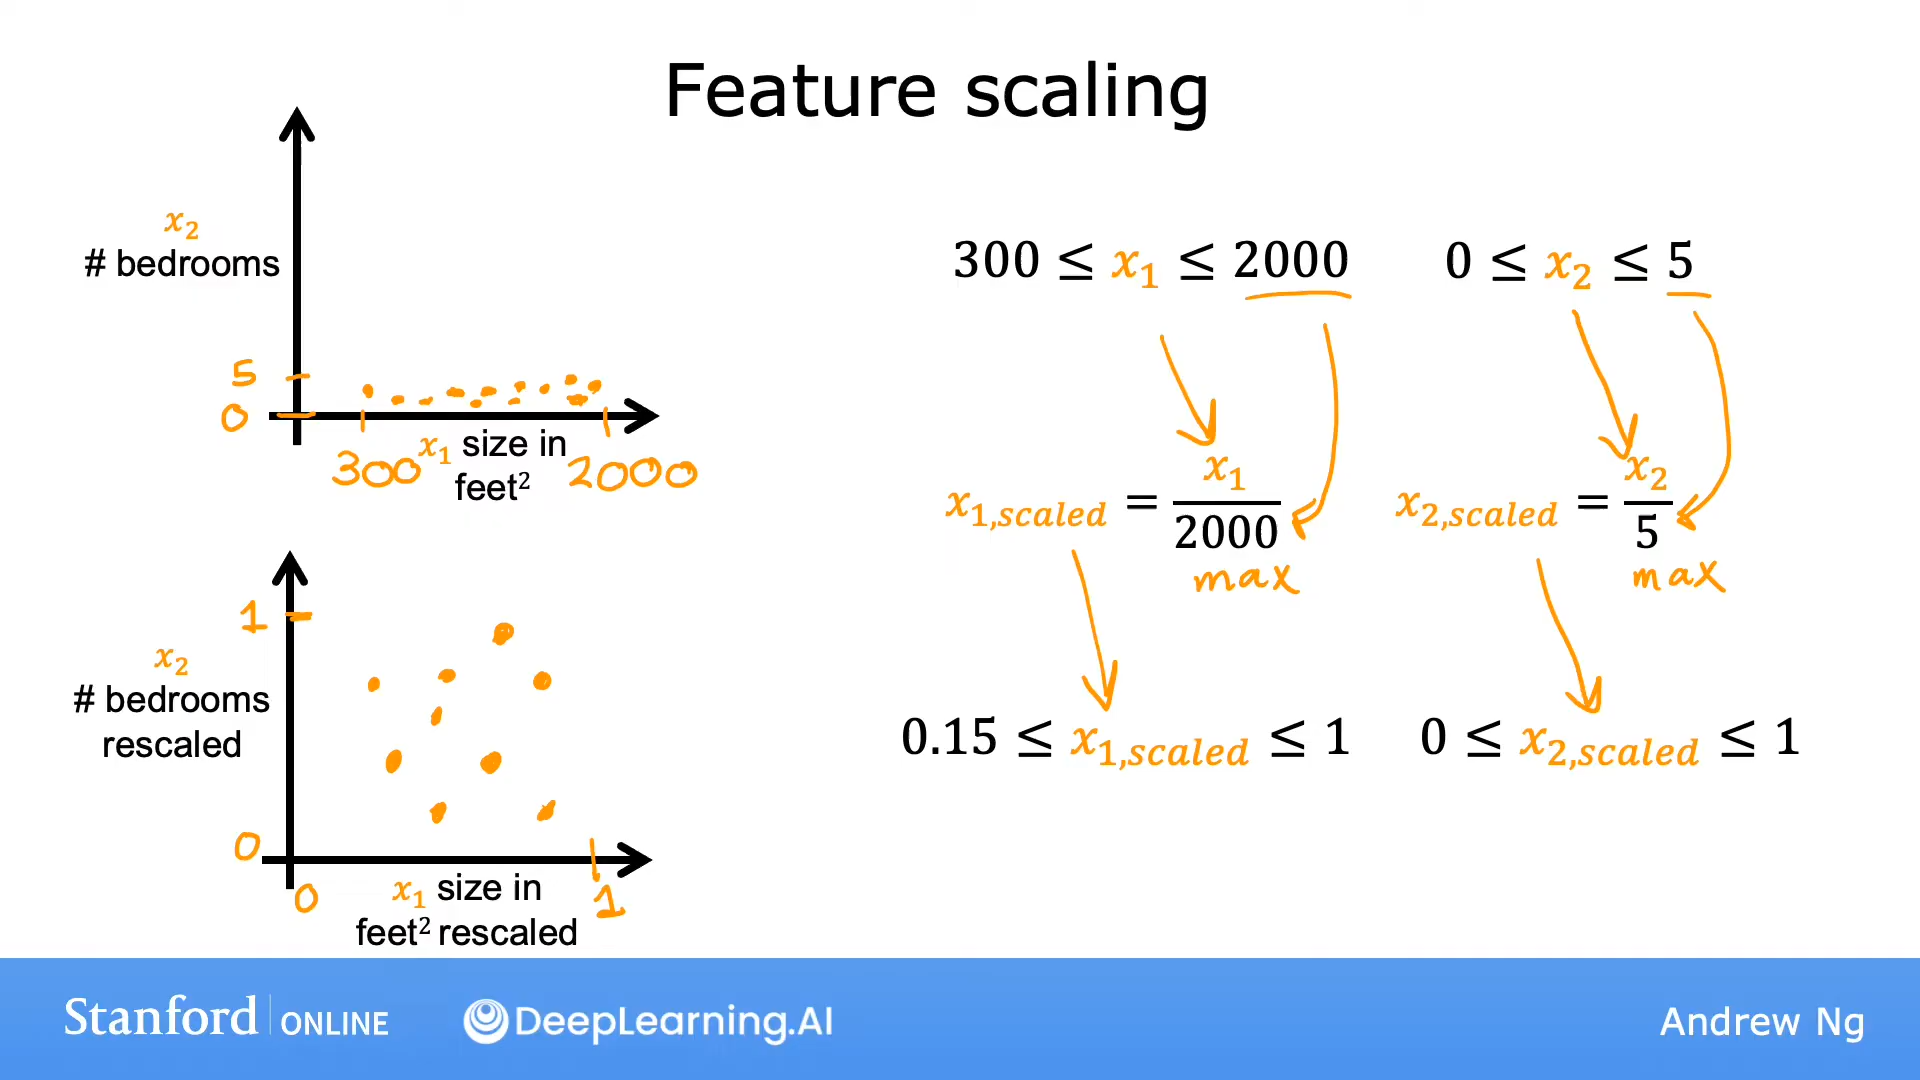 Feature scaling
x₂
# bedrooms
5
0
300
x₁ size in
feet²
2000
300 ≤ x₁ ≤ 2000
0 ≤ x₂ ≤ 5
x₁,scaled = x₁/2000
max
x₂,scaled = x₂/5
max
0.15 ≤ x₁,scaled ≤ 1
0 ≤ x₂,scaled ≤ 1
1
x₂
# bedrooms
rescaled
0
0
x₁ size in
feet² rescaled
1
Stanford | ONLINE
DeepLearning.AI
Andrew Ng